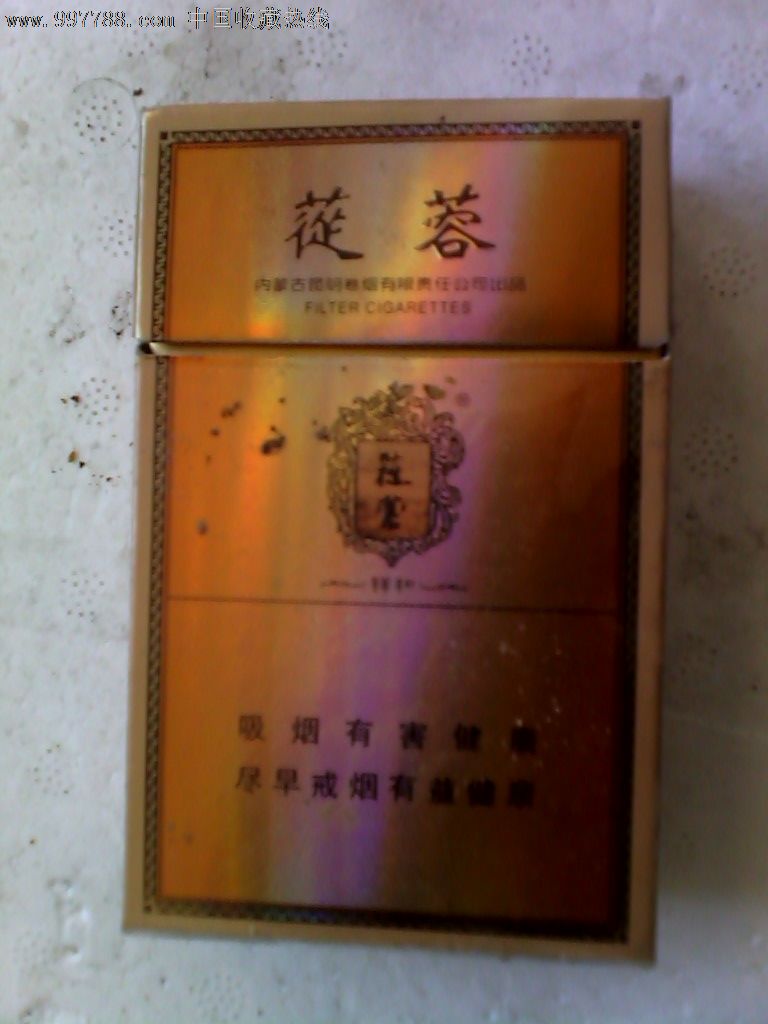 www.997788.com 中国收藏热线
苁蓉
内蒙古昆明卷烟有限责任公司出品
FILTER CIGARETTES
®
吸烟有害健康
尽早戒烟有益健康